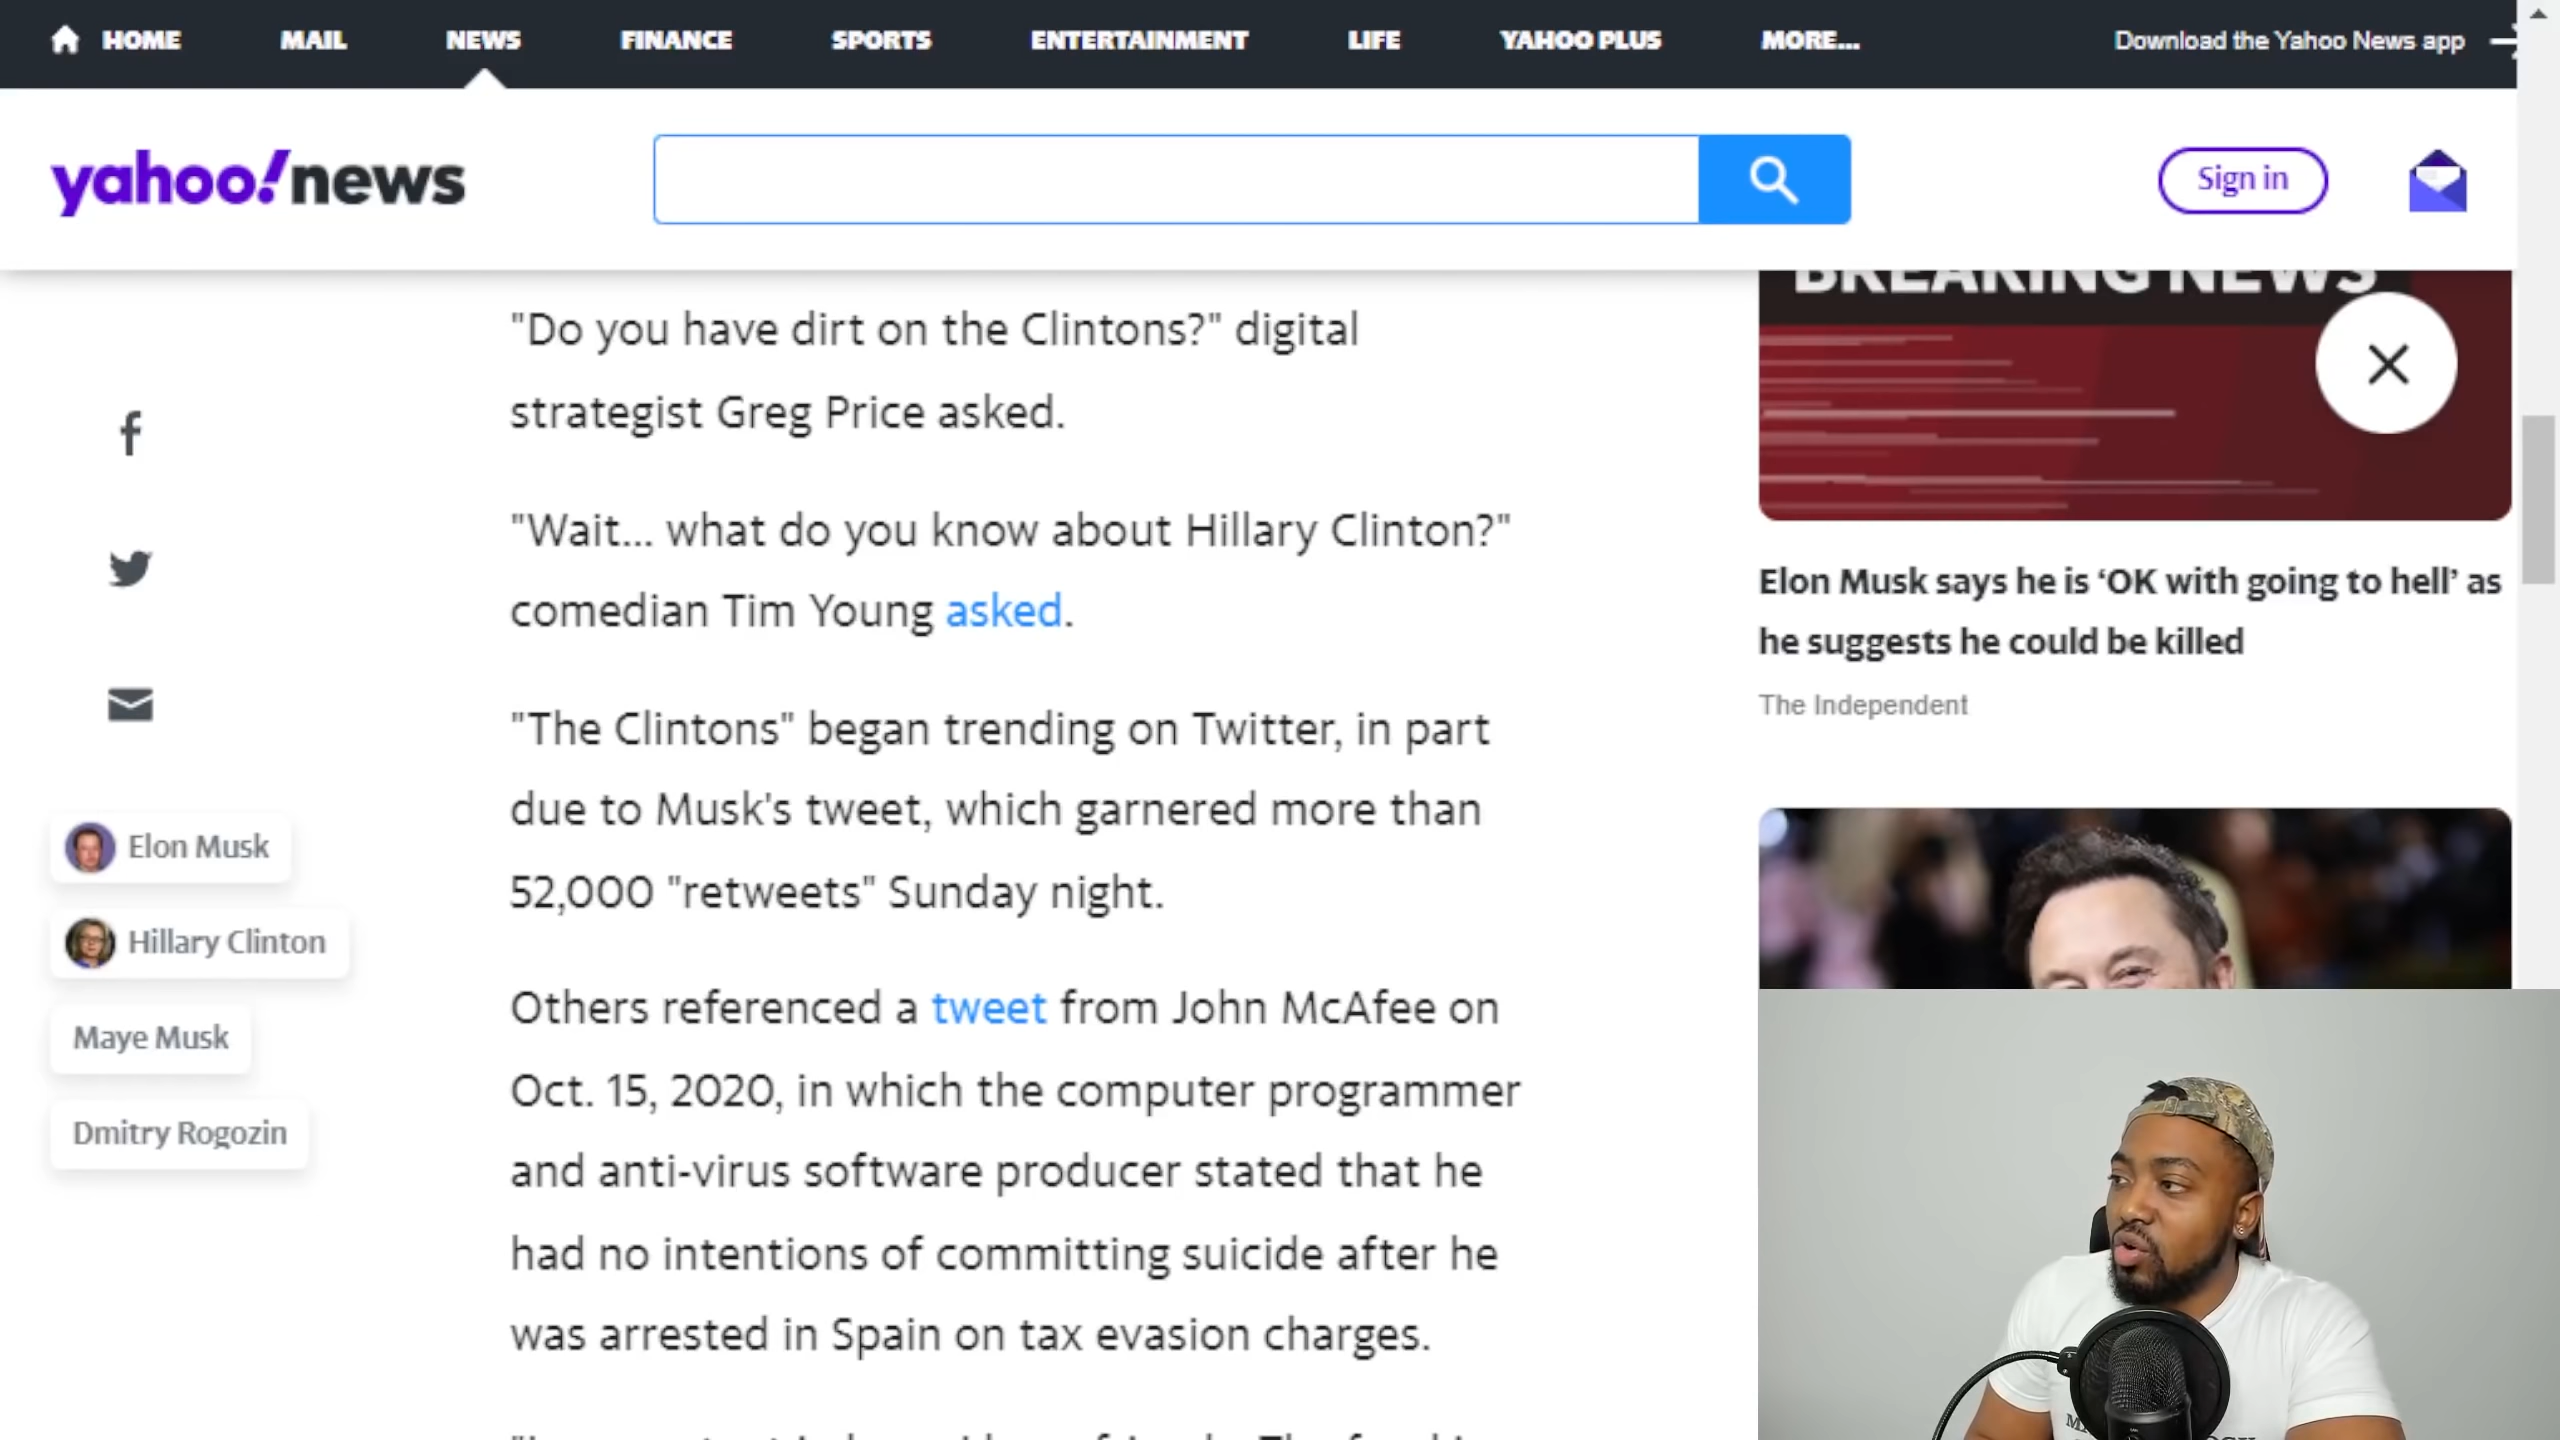 HOME MAIL NEWS FINANCE SPORTS ENTERTAINMENT LIFE YAHOO PLUS MORE... Download the Yahoo News app
yahoo!news
Sign in
BREAKING NEWS
"Do you have dirt on the Clintons?" digital
strategist Greg Price asked.
"Wait... what do you know about Hillary Clinton?"
comedian Tim Young asked.
"The Clintons" began trending on Twitter, in part
due to Musk's tweet, which garnered more than
52,000 "retweets" Sunday night.
Others referenced a tweet from John McAfee on
Oct. 15, 2020, in which the computer programmer
and anti-virus software producer stated that he
had no intentions of committing suicide after he
was arrested in Spain on tax evasion charges.
Elon Musk
Hillary Clinton
Maye Musk
Dmitry Rogozin
Elon Musk says he is ‘OK with going to hell’ as
he suggests he could be killed
The Independent